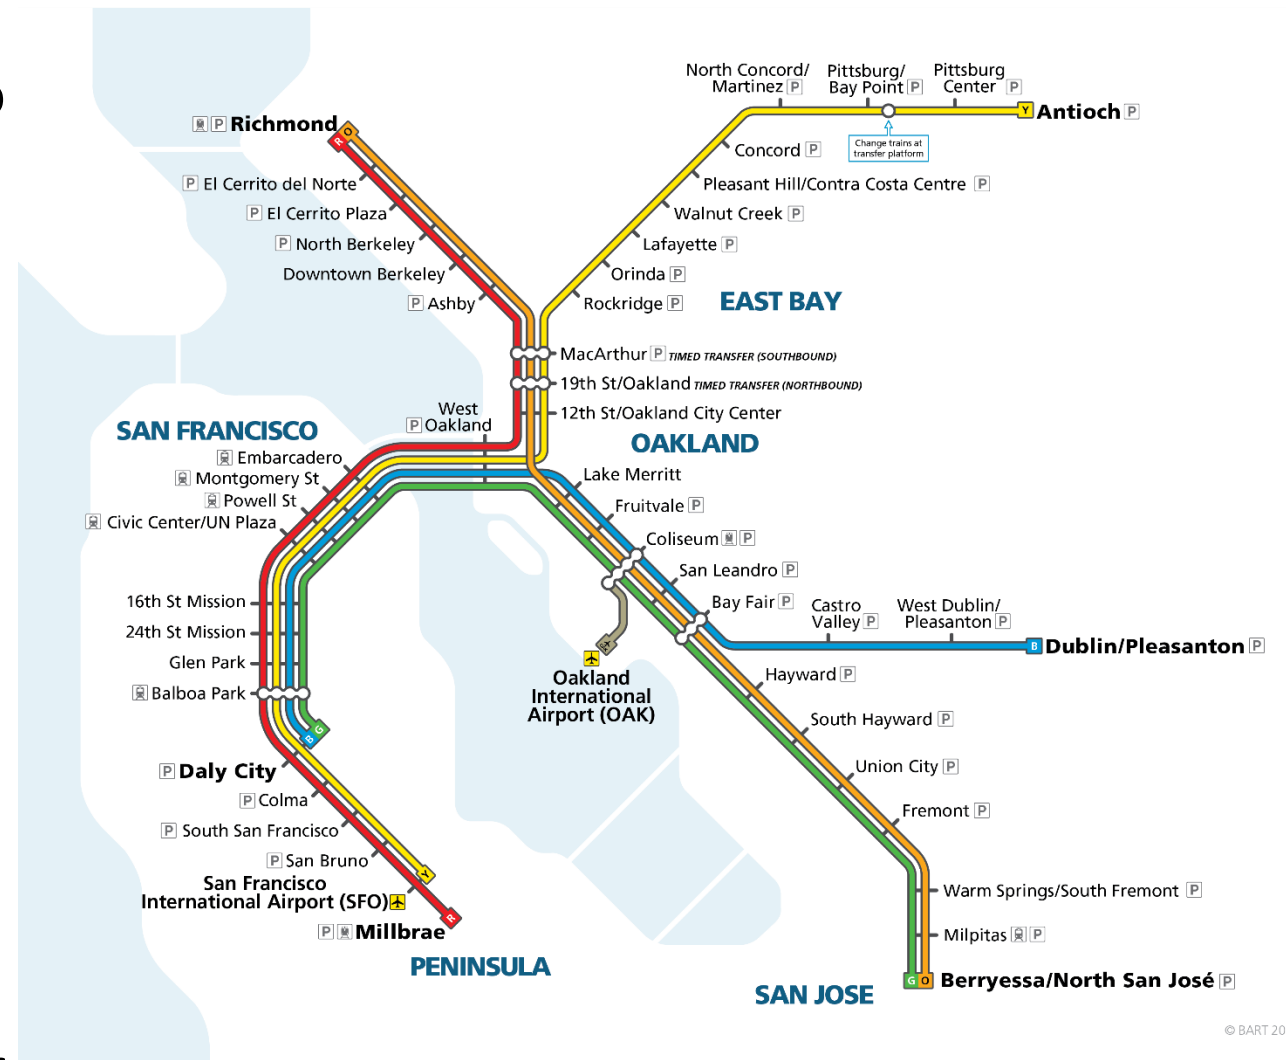 North Concord/
Martinez P
Pittsburg/
Bay Point P
Pittsburg
Center P
Y Antioch P
Change trains at
transfer platform
P Richmond
O
R
Concord P
P El Cerrito del Norte
Pleasant Hill/Contra Costa Centre P
P El Cerrito Plaza
Walnut Creek P
P North Berkeley
Lafayette P
Downtown Berkeley
Orinda P
P Ashby
Rockridge P
EAST BAY
MacArthur P TIMED TRANSFER (SOUTHBOUND)
19th St/Oakland TIMED TRANSFER (NORTHBOUND)
12th St/Oakland City Center
West
P Oakland
SAN FRANCISCO
OAKLAND
Embarcadero
Montgomery St
Powell St
Civic Center/UN Plaza
Lake Merritt
Fruitvale P
Coliseum P
San Leandro P
Bay Fair P
Castro
Valley P
West Dublin/
Pleasanton P
B Dublin/Pleasanton P
16th St Mission
24th St Mission
Glen Park
Balboa Park
G
B
Oakland
International
Airport (OAK)
Hayward P
South Hayward P
Union City P
Fremont P
P Daly City
P Colma
P South San Francisco
P San Bruno
Y
San Francisco
International Airport (SFO)
R
P Millbrae
PENINSULA
Warm Springs/South Fremont P
Milpitas P
G O Berryessa/North San José P
SAN JOSE
© BART 20